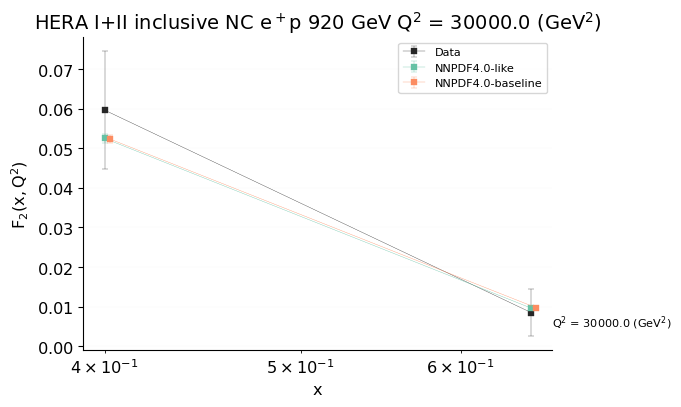 HERA I+II inclusive NC e⁺p 920 GeV Q² = 30000.0 (GeV²)
Data
NNPDF4.0-like
NNPDF4.0-baseline
F₂(x, Q²)
0.07
0.06
0.05
0.04
0.03
0.02
0.01
0.00
Q² = 30000.0 (GeV²)
4 × 10⁻¹
5 × 10⁻¹
6 × 10⁻¹
x